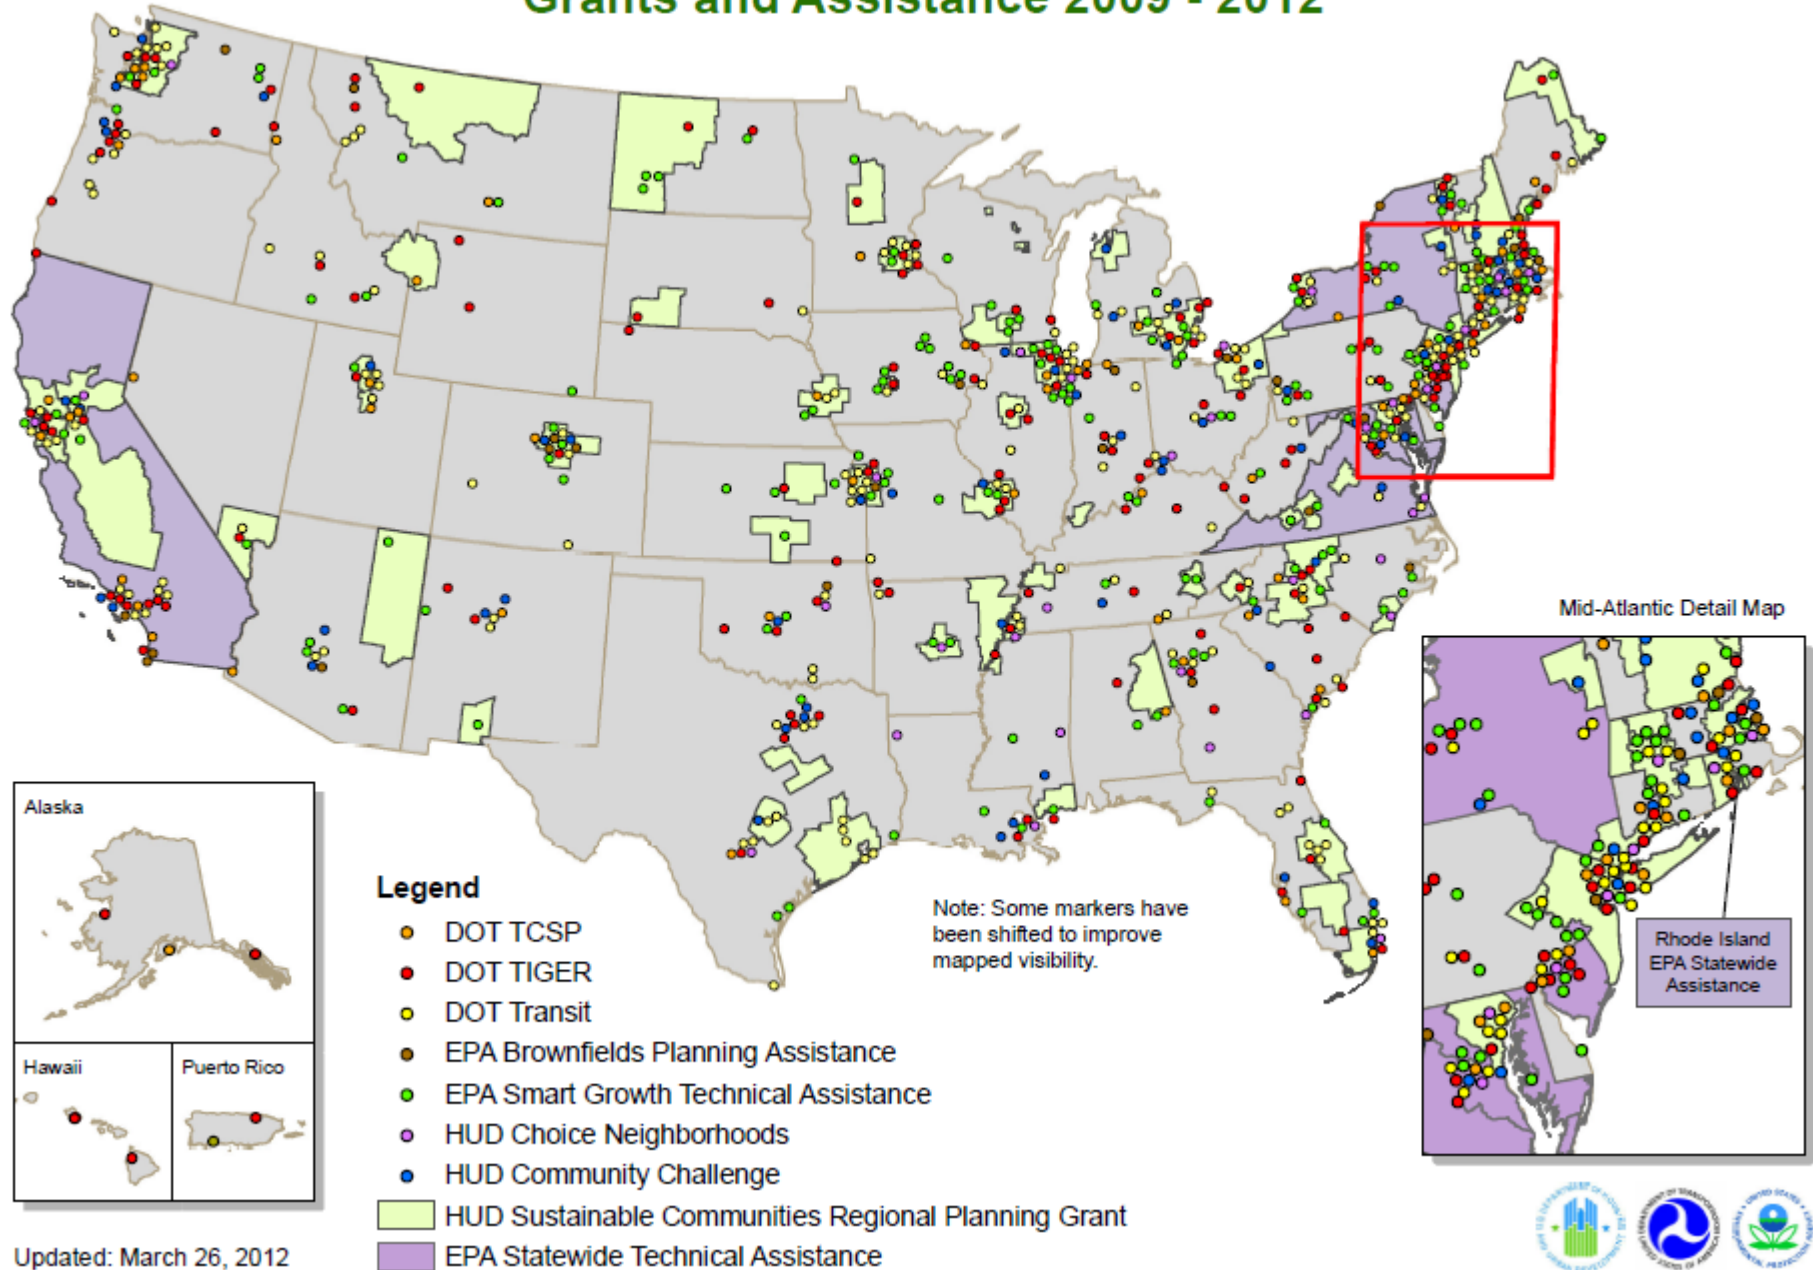 Grants and Assistance 2009 - 2012
Mid-Atlantic Detail Map
Alaska
Hawaii
Puerto Rico
Legend
DOT TCSP
DOT TIGER
DOT Transit
EPA Brownfields Planning Assistance
EPA Smart Growth Technical Assistance
HUD Choice Neighborhoods
HUD Community Challenge
HUD Sustainable Communities Regional Planning Grant
EPA Statewide Technical Assistance
Note: Some markers have
been shifted to improve
mapped visibility.
Rhode Island
EPA Statewide
Assistance
Updated: March 26, 2012